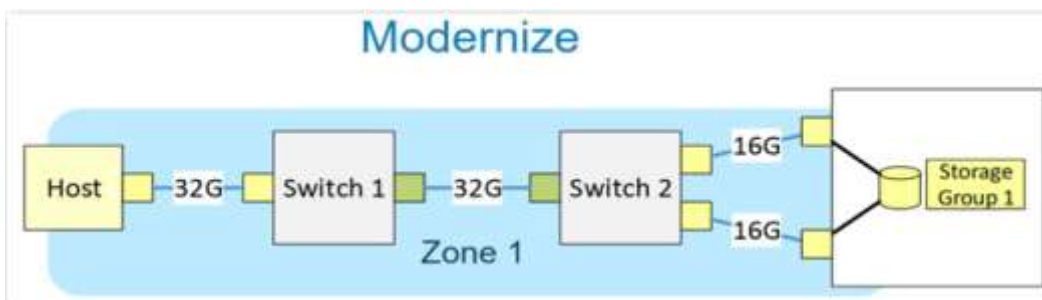 Modernize
Host
32G
Switch 1
32G
Switch 2
16G
16G
Storage
Group 1
Zone 1